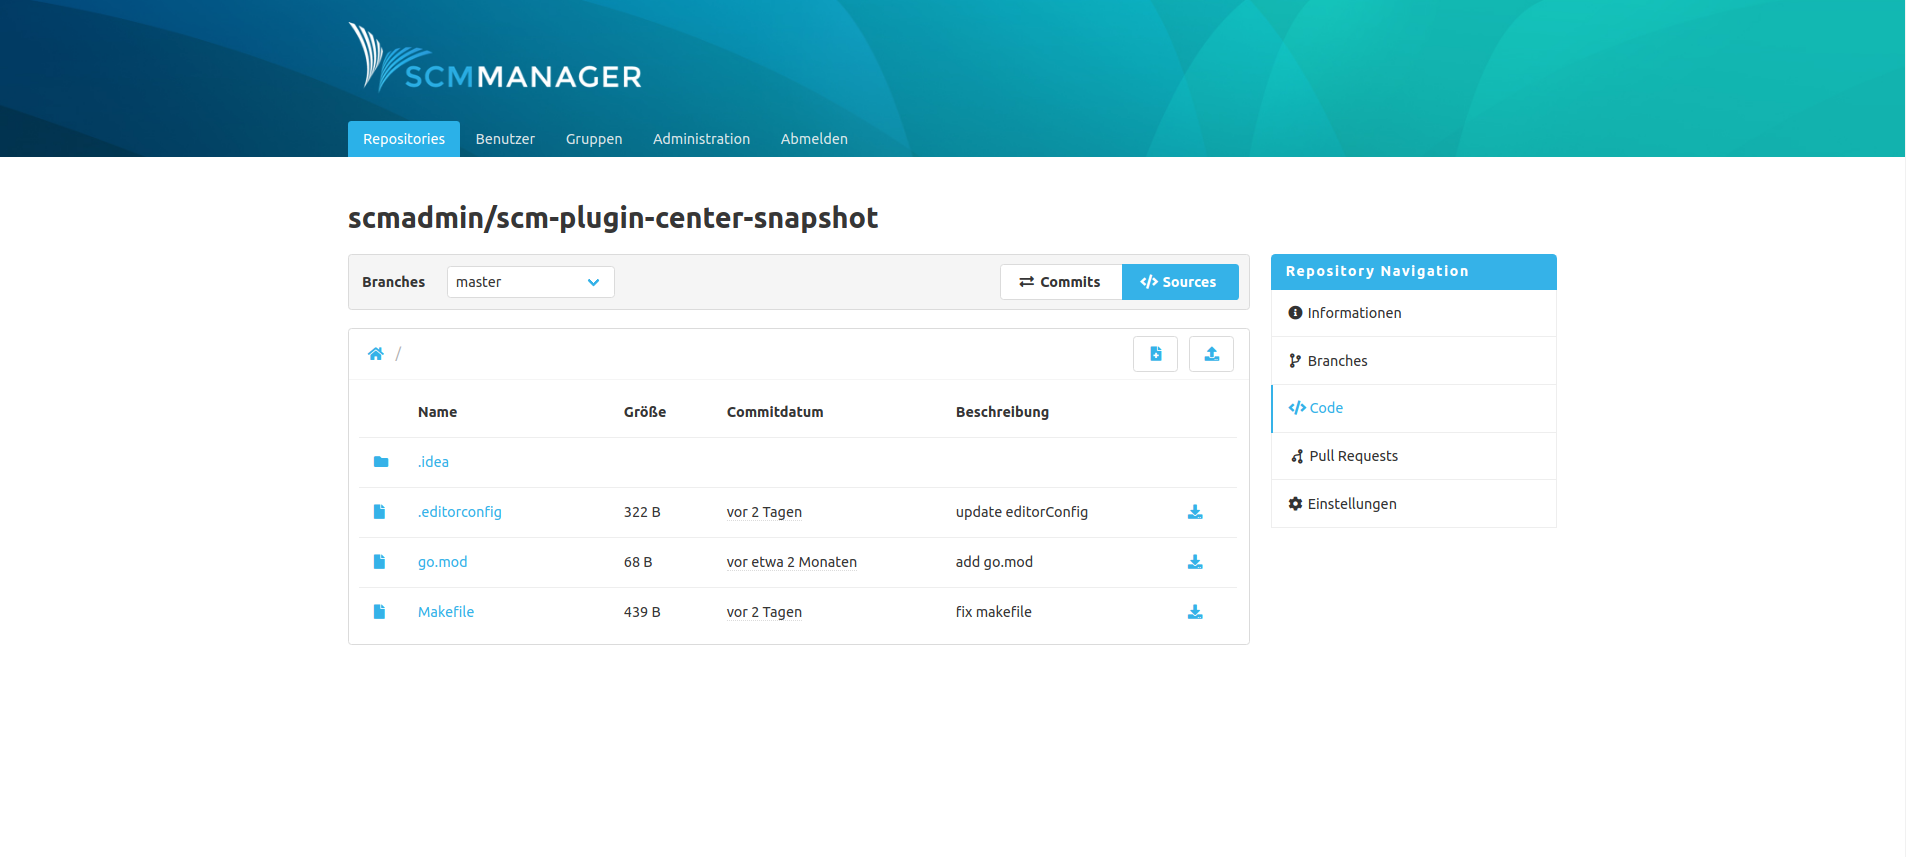 SCMMANAGER
Repositories Benutzer Gruppen Administration Abmelden
scmadmin/scm-plugin-center-snapshot
Branches master Commits Sources
/
Name Größe Commitdatum Beschreibung
.idea
.editorconfig 322 B vor 2 Tagen update editorConfig
go.mod 68 B vor etwa 2 Monaten add go.mod
Makefile 439 B vor 2 Tagen fix makefile
Repository Navigation
Informationen
Branches
Code
Pull Requests
Einstellungen